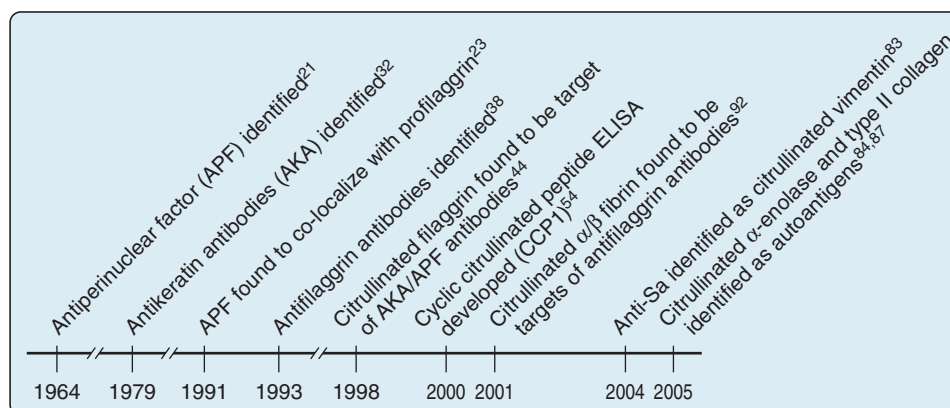 Antiperinuclear factor (APF) identified21
Antikeratin antibodies (AKA) identified32
APF found to co-localize with profilaggrin23
Antifilaggrin antibodies identified38
Citrullinated filaggrin found to be target
of AKA/APF antibodies44
Cyclic citrullinated peptide ELISA
developed (CCP1)54
Citrullinated α/β fibrin found to be
targets of antifilaggrin antibodies92
Anti-Sa identified as citrullinated vimentin83
Citrullinated α-enolase and type II collagen
identified as autoantigens84,87
1964 1979 1991 1993 1998 2000 2001 2004 2005